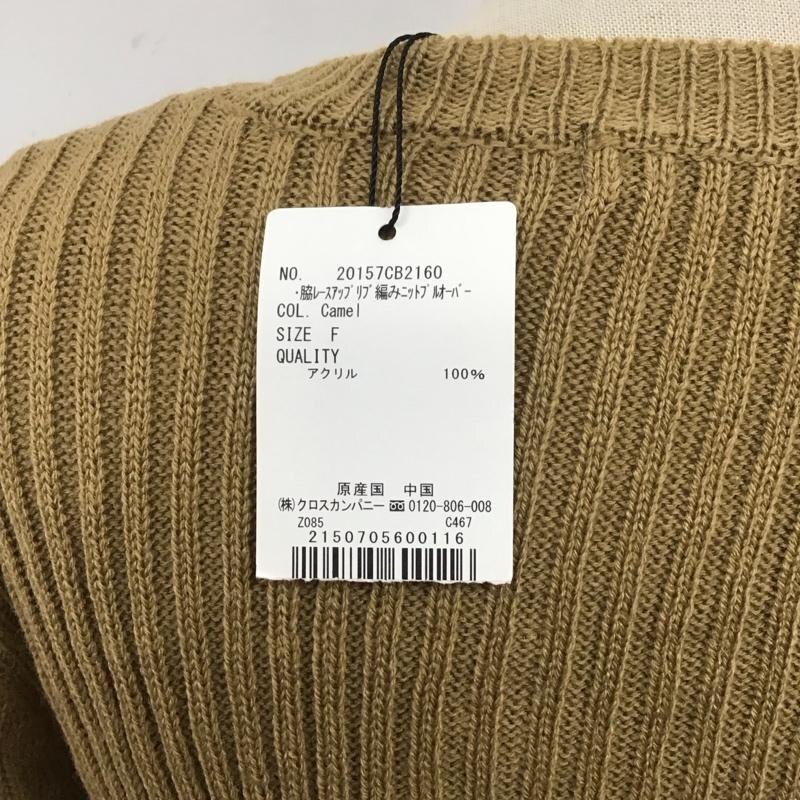 NO. 20157CB2160
・脇ﾚｰｽｱｯﾌﾟﾘﾌﾞ編みﾆｯﾄﾌﾟﾙｵｰﾊﾞｰ
COL. Camel
SIZE F
QUALITY
アクリル 100%
原産国 中国
㈱クロスカンパニー 0120-806-008
Z085 C467
2150705600116